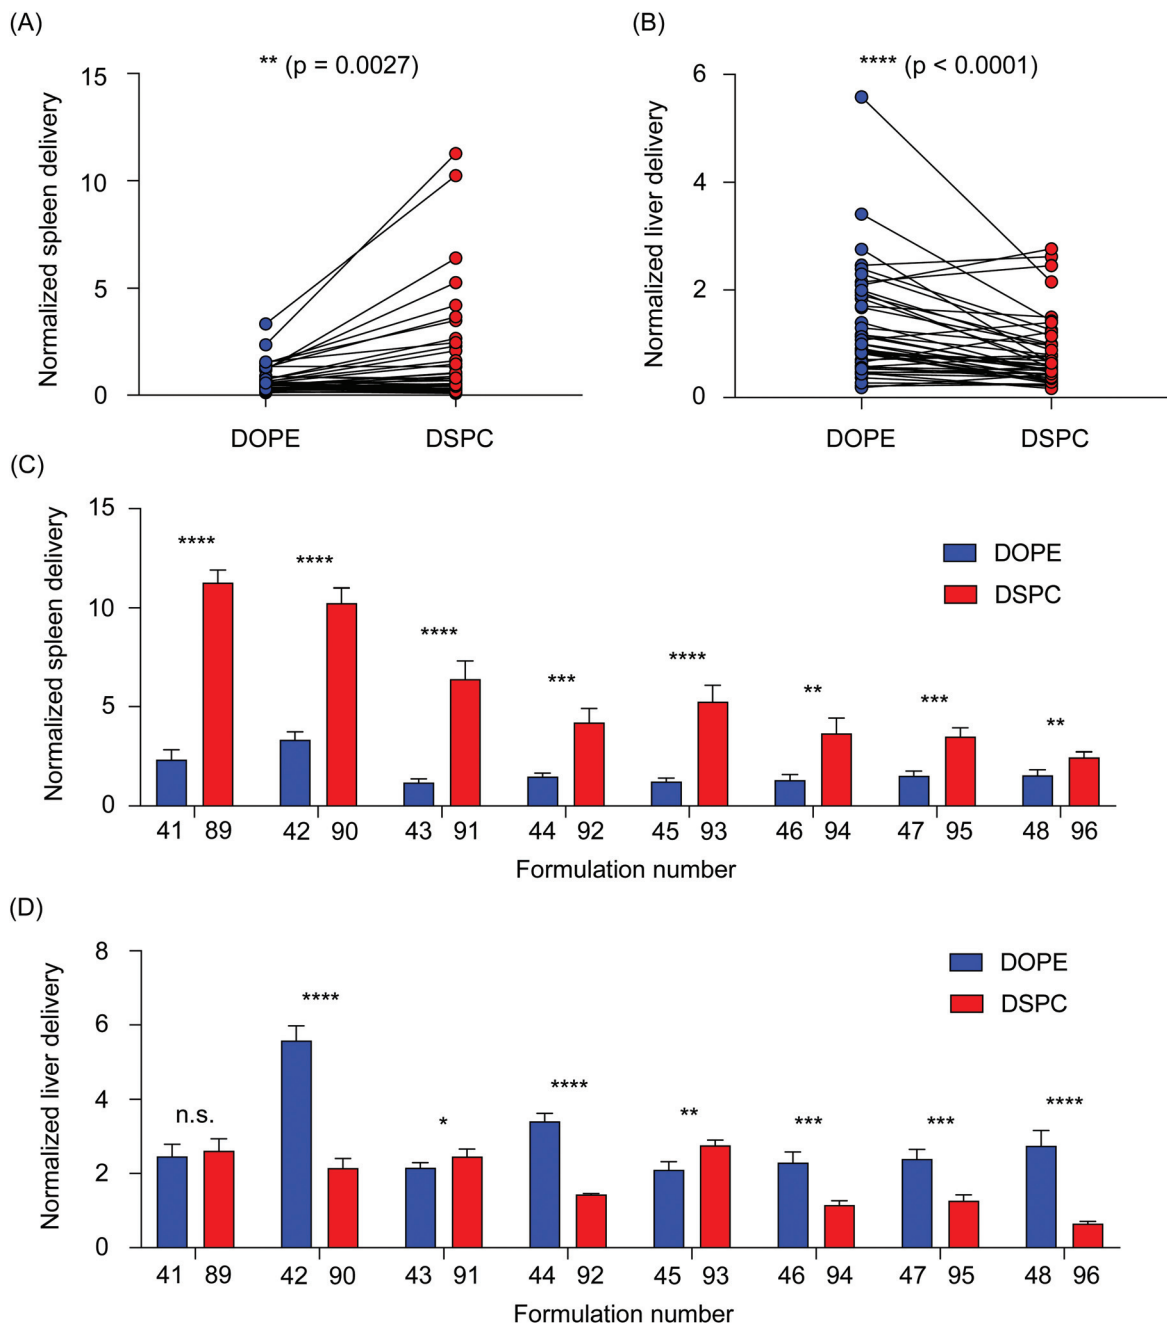 (A)
** (p = 0.0027)
Normalized spleen delivery
15
10
5
0
DOPE
DSPC
(B)
**** (p < 0.0001)
Normalized liver delivery
6
4
2
0
DOPE
DSPC
(C)
Normalized spleen delivery
15
10
5
0
****
****
****
***
****
**
***
**
DOPE
DSPC
41 89 42 90 43 91 44 92 45 93 46 94 47 95 48 96
Formulation number
(D)
Normalized liver delivery
8
6
4
2
0
n.s.
****
*
****
**
***
***
****
DOPE
DSPC
41 89 42 90 43 91 44 92 45 93 46 94 47 95 48 96
Formulation number